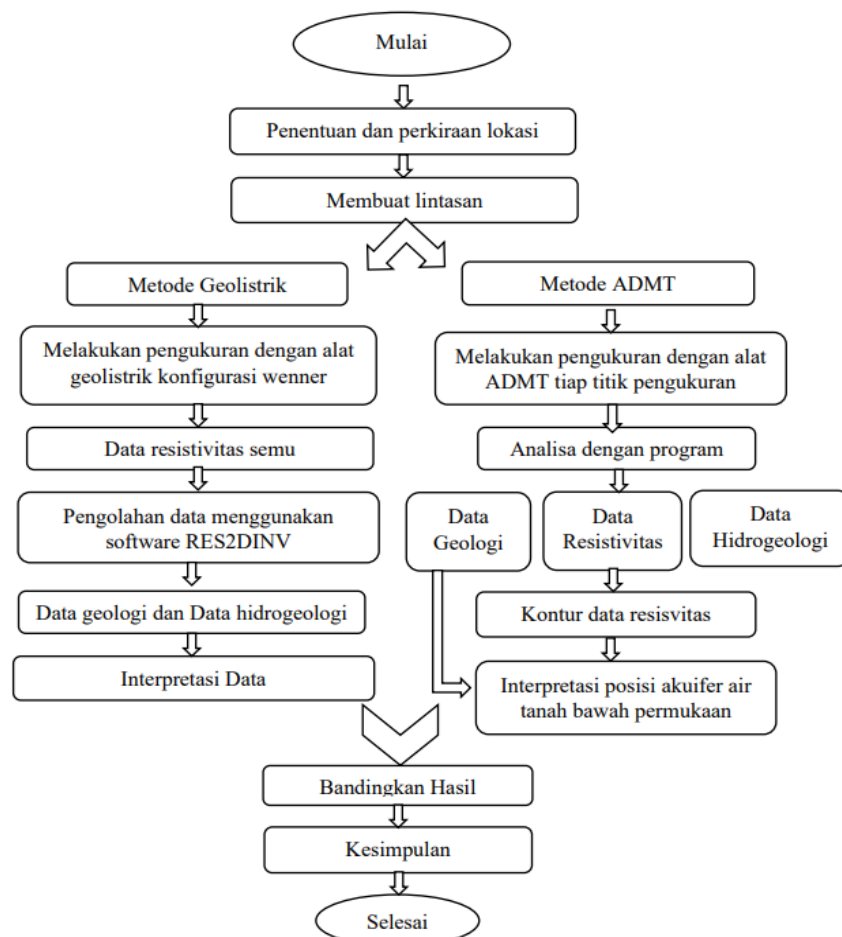 Mulai
Penentuan dan perkiraan lokasi
Membuat lintasan
Metode Geolistrik
Melakukan pengukuran dengan alat
geolistrik konfigurasi wenner
Data resistivitas semu
Pengolahan data menggunakan
software RES2DINV
Data geologi dan Data hidrogeologi
Interpretasi Data
Metode ADMT
Melakukan pengukuran dengan alat
ADMT tiap titik pengukuran
Analisa dengan program
Data
Geologi
Data
Resistivitas
Data
Hidrogeologi
Kontur data resisvitas
Interpretasi posisi akuifer air
tanah bawah permukaan
Bandingkan Hasil
Kesimpulan
Selesai